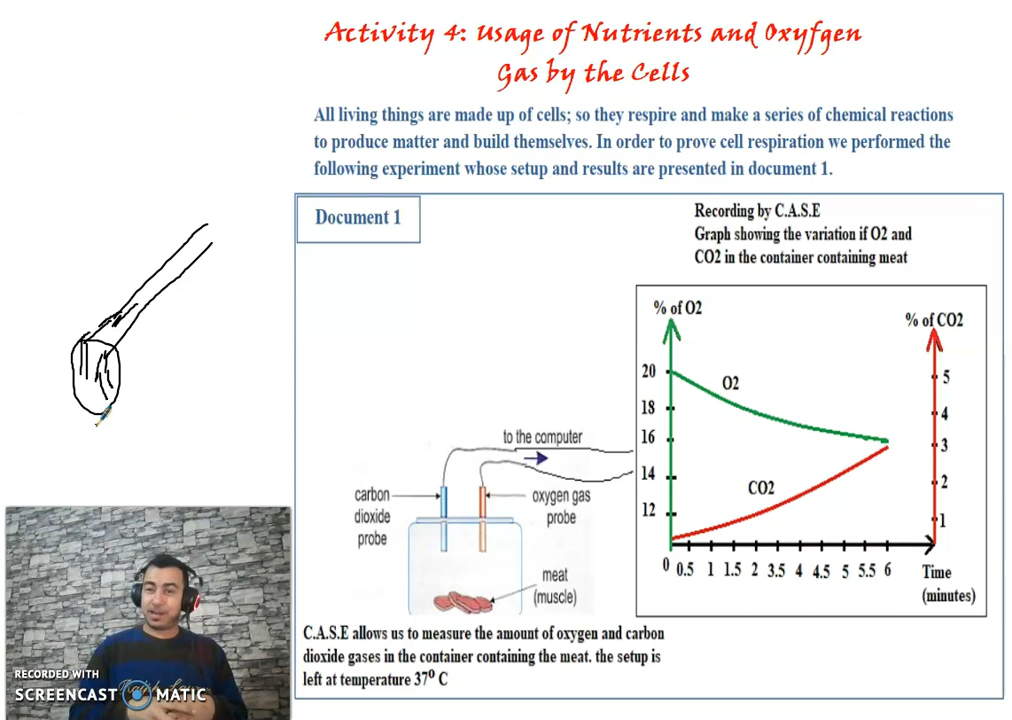 Activity 4: Usage of Nutrients and Oxyfgen
Gas by the Cells
All living things are made up of cells; so they respire and make a series of chemical reactions
to produce matter and build themselves. In order to prove cell respiration we performed the
following experiment whose setup and results are presented in document 1.
Document 1
Recording by C.A.S.E
Graph showing the variation if O2 and
CO2 in the container containing meat
% of O2
% of CO2
20
18
16
14
12
O2
CO2
5
4
3
2
1
0 0.5 1 1.5 2 3.5 4 4.5 5 5.5 6
Time
(minutes)
to the computer
carbon
dioxide
probe
oxygen gas
probe
meat
(muscle)
C.A.S.E allows us to measure the amount of oxygen and carbon
dioxide gases in the container containing the meat. the setup is
left at temperature 37⁰ C
RECORDED WITH
SCREENCAST MATIC